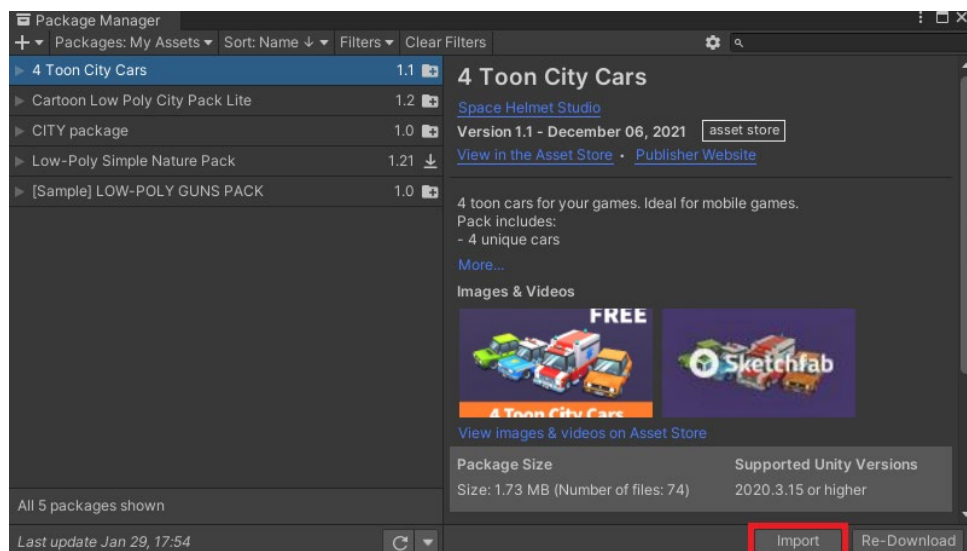 Package Manager
Packages: My Assets Sort: Name ↓ Filters Clear Filters
4 Toon City Cars 1.1
Cartoon Low Poly City Pack Lite 1.2
CITY package 1.0
Low-Poly Simple Nature Pack 1.21
[Sample] LOW-POLY GUNS PACK 1.0
All 5 packages shown
Last update Jan 29, 17:54
4 Toon City Cars
Space Helmet Studio
Version 1.1 - December 06, 2021 asset store
View in the Asset Store • Publisher Website
4 toon cars for your games. Ideal for mobile games.
Pack includes:
- 4 unique cars
More...
Images & Videos
FREE
4 Toon City Cars
Sketchfab
View images & videos on Asset Store
Package Size Supported Unity Versions
Size: 1.73 MB (Number of files: 74) 2020.3.15 or higher
Import Re-Download